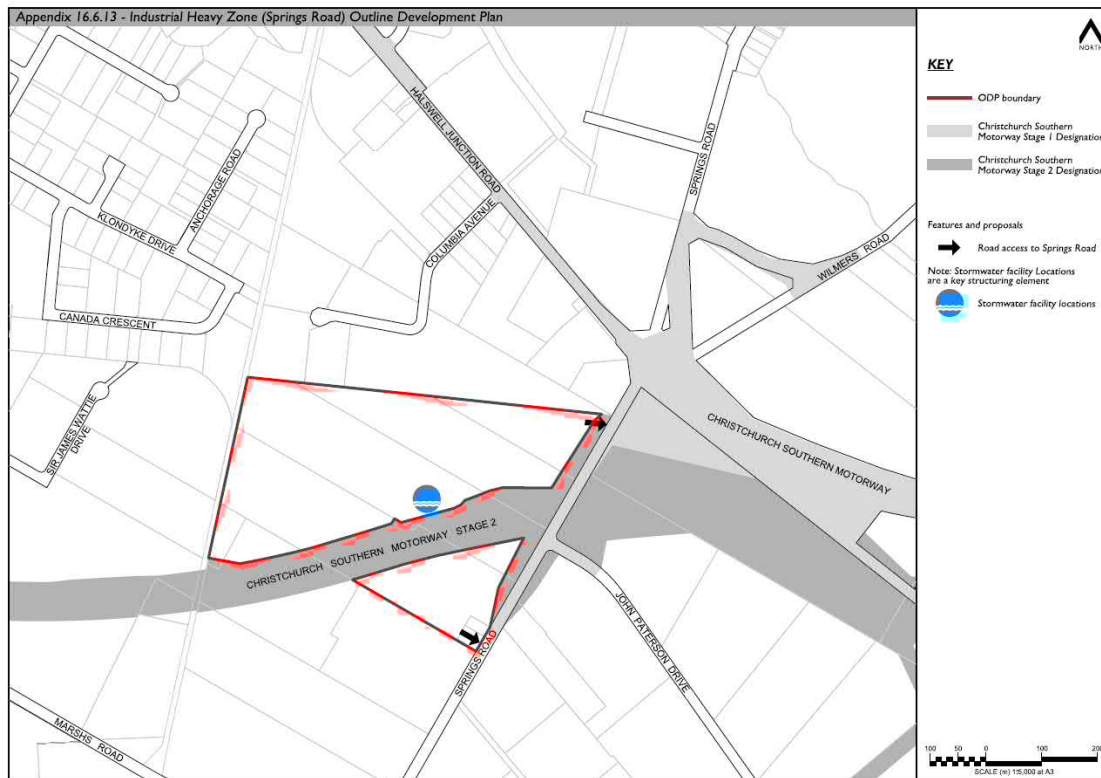 Appendix 16.6.13 - Industrial Heavy Zone (Springs Road) Outline Development Plan
NORTH
KEY
ODP boundary
Christchurch Southern
Motorway Stage 1 Designation
Christchurch Southern
Motorway Stage 2 Designation
Features and proposals
Road access to Springs Road
Note: Stormwater facility Locations
are a key structuring element
Stormwater facility locations
HALSWELL JUNCTION ROAD
SPRINGS ROAD
ANCHORAGE ROAD
KLONDYKE DRIVE
COLUMBIA AVENUE
WILMERS ROAD
CANADA CRESCENT
SIR JAMES WATTIE
DRIVE
CHRISTCHURCH SOUTHERN MOTORWAY
CHRISTCHURCH SOUTHERN MOTORWAY STAGE 2
JOHN PATERSON DRIVE
SPRINGS ROAD
MARSHS ROAD
100 50 0 100 200
SCALE (m) 1:5,000 at A3